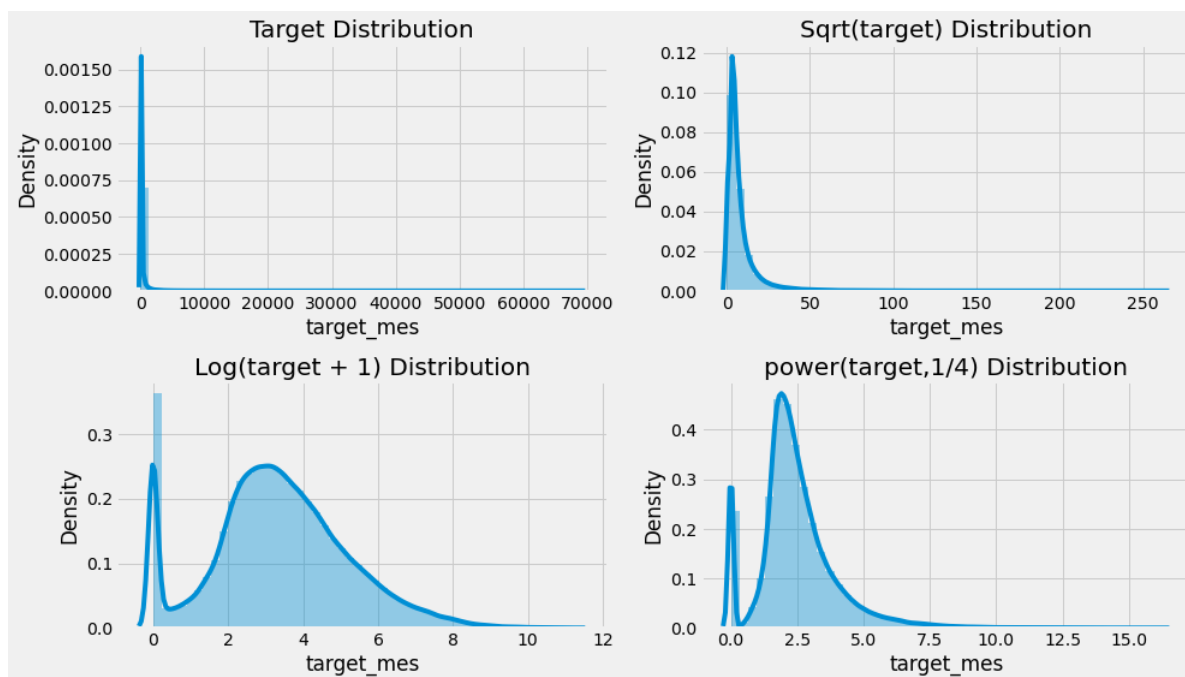 Target Distribution
0.00150
0.00125
0.00100
0.00075
0.00050
0.00025
0.00000
Density
0 10000 20000 30000 40000 50000 60000 70000
target_mes
Sqrt(target) Distribution
0.12
0.10
0.08
0.06
0.04
0.02
0.00
Density
0 50 100 150 200 250
target_mes
Log(target + 1) Distribution
0.3
0.2
0.1
0.0
Density
0 2 4 6 8 10 12
target_mes
power(target,1/4) Distribution
0.4
0.3
0.2
0.1
0.0
Density
0.0 2.5 5.0 7.5 10.0 12.5 15.0
target_mes